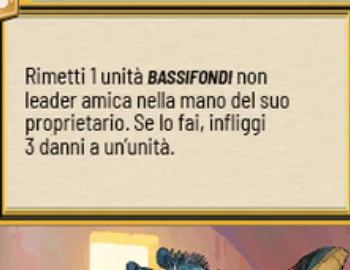 Rimetti 1 unità BASSIFONDI non
leader amica nella mano del suo
proprietario. Se lo fai, infliggi
3 danni a un'unità.